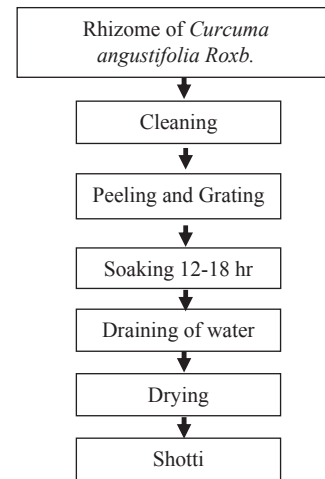 Rhizome of Curcuma
angustifolia Roxb.
Cleaning
Peeling and Grating
Soaking 12-18 hr
Draining of water
Drying
Shotti